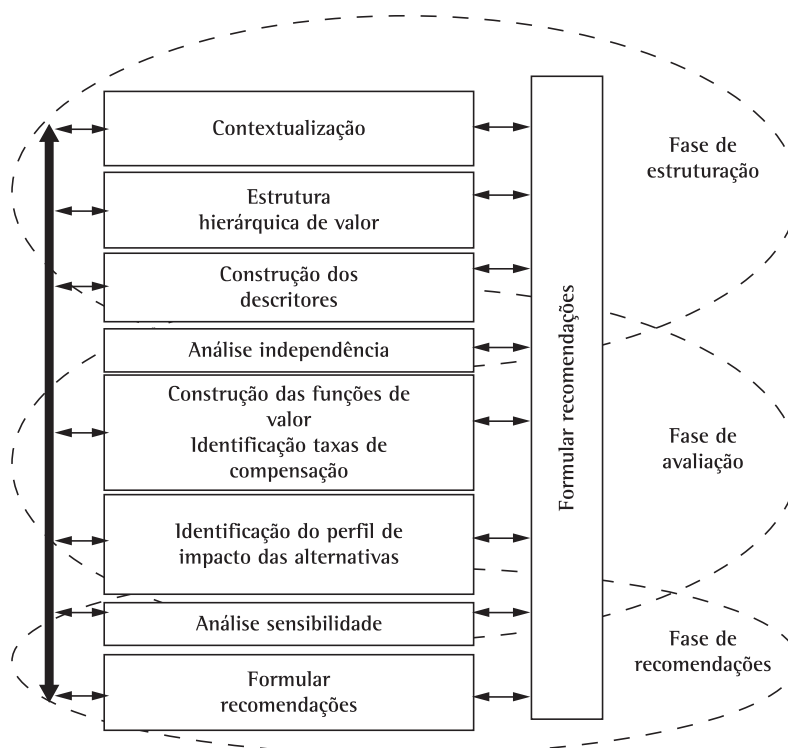 Contextualização
Estrutura
hierárquica de valor
Construção dos
descritores
Análise independência
Construção das funções de
valor
Identificação taxas de
compensação
Identificação do perfil de
impacto das alternativas
Análise sensibilidade
Formular
recomendações
Formular recomendações
Fase de
estruturação
Fase de
avaliação
Fase de
recomendações